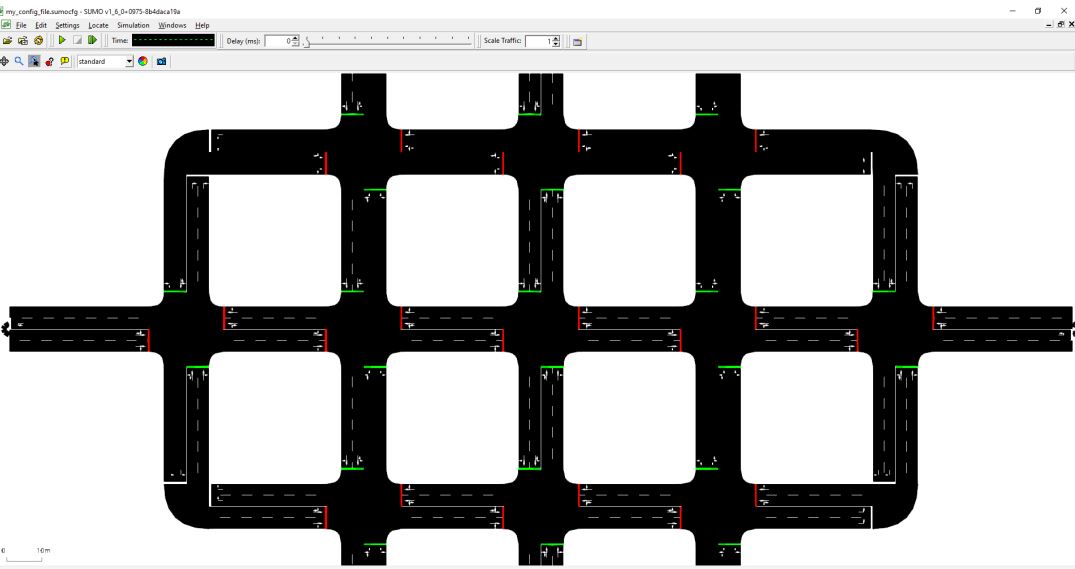 my_config_file.sumocfg - SUMO v1_6_0+0975-8b4daca19a
File Edit Settings Locate Simulation Windows Help
Time: Delay (ms): 0 Scale Traffic: 1
standard
0 10m